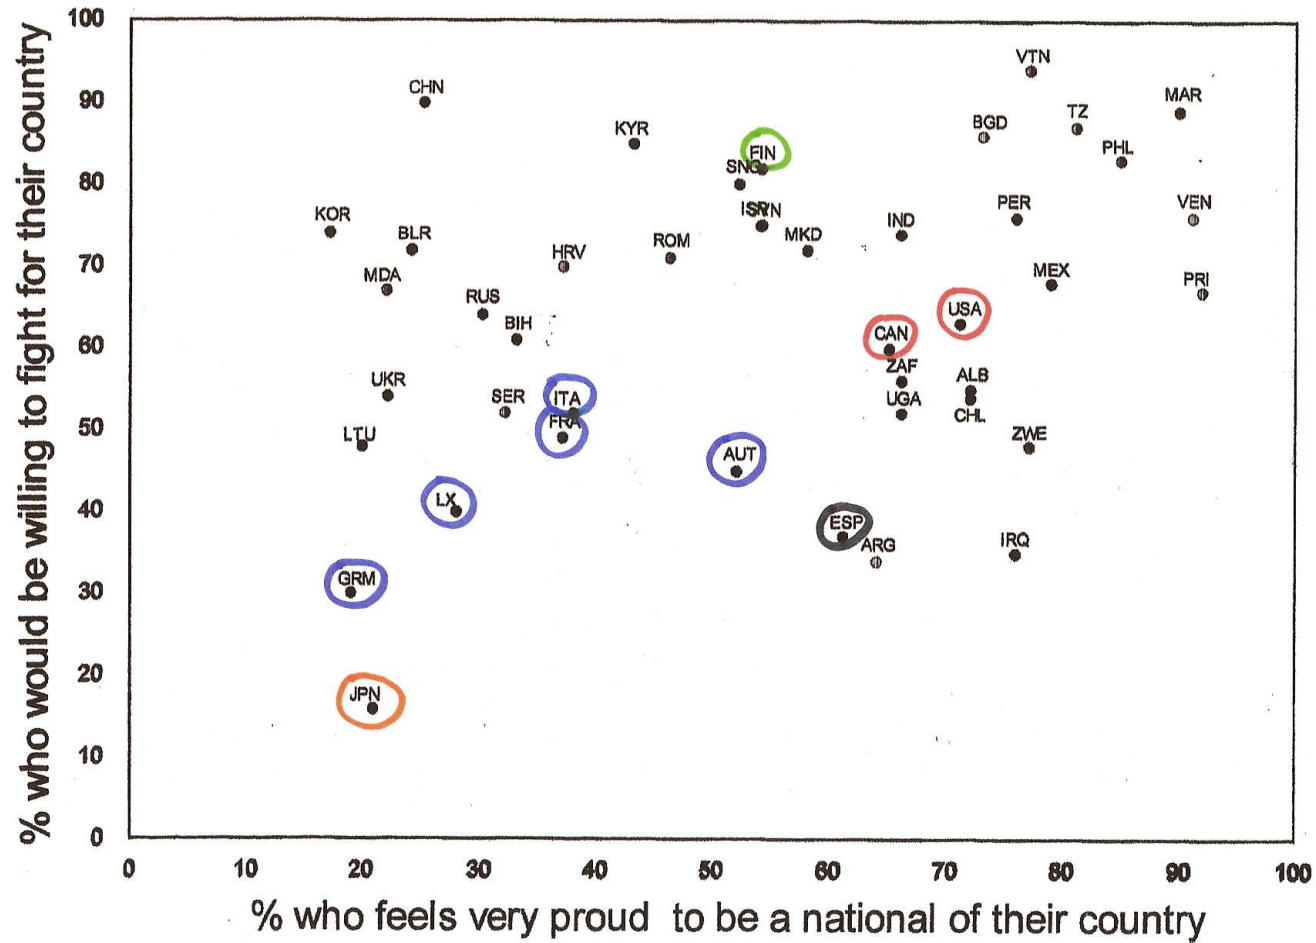 % who would be willing to fight for their country
100
90
80
70
60
50
40
30
20
10
0
VTN
CHN
MAR
TZ
BGD
KYR
PHL
FIN
SNG
VEN
PER
KOR
IND
BLR
MKD
ROM
HRV
MEX
MDA
PRI
RUS
USA
BIH
CAN
ZAF
ALB
UKR
SER
ITA
UGA
CHL
FRA
LTU
ZWE
AUT
LX
ESP
ARG
IRQ
GRM
JPN
0 10 20 30 40 50 60 70 80 90 100
% who feels very proud to be a national of their country